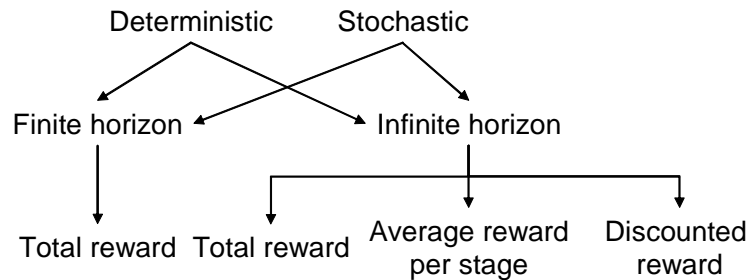 Deterministic Stochastic
Finite horizon Infinite horizon
Total reward Total reward Average reward per stage Discounted reward